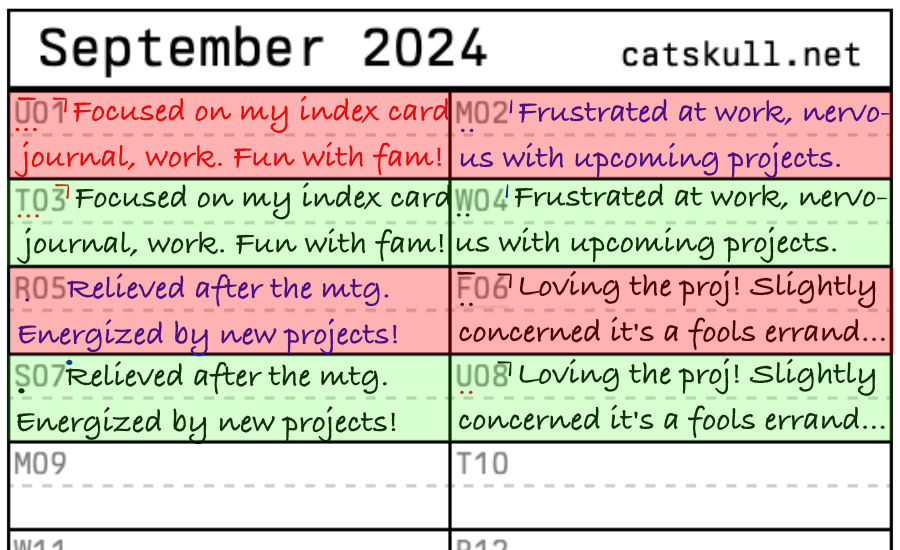 September 2024
catskull.net
U01 Focused on my index card
journal, work. Fun with fam!
M02 Frustrated at work, nervo-
us with upcoming projects.
T03 Focused on my index card
journal, work. Fun with fam!
W04 Frustrated at work, nervo-
us with upcoming projects.
R05 Relieved after the mtg.
Energized by new projects!
F06 Loving the proj! Slightly
concerned it's a fools errand...
S07 Relieved after the mtg.
Energized by new projects!
U08 Loving the proj! Slightly
concerned it's a fools errand...
M09
T10
W11
R12